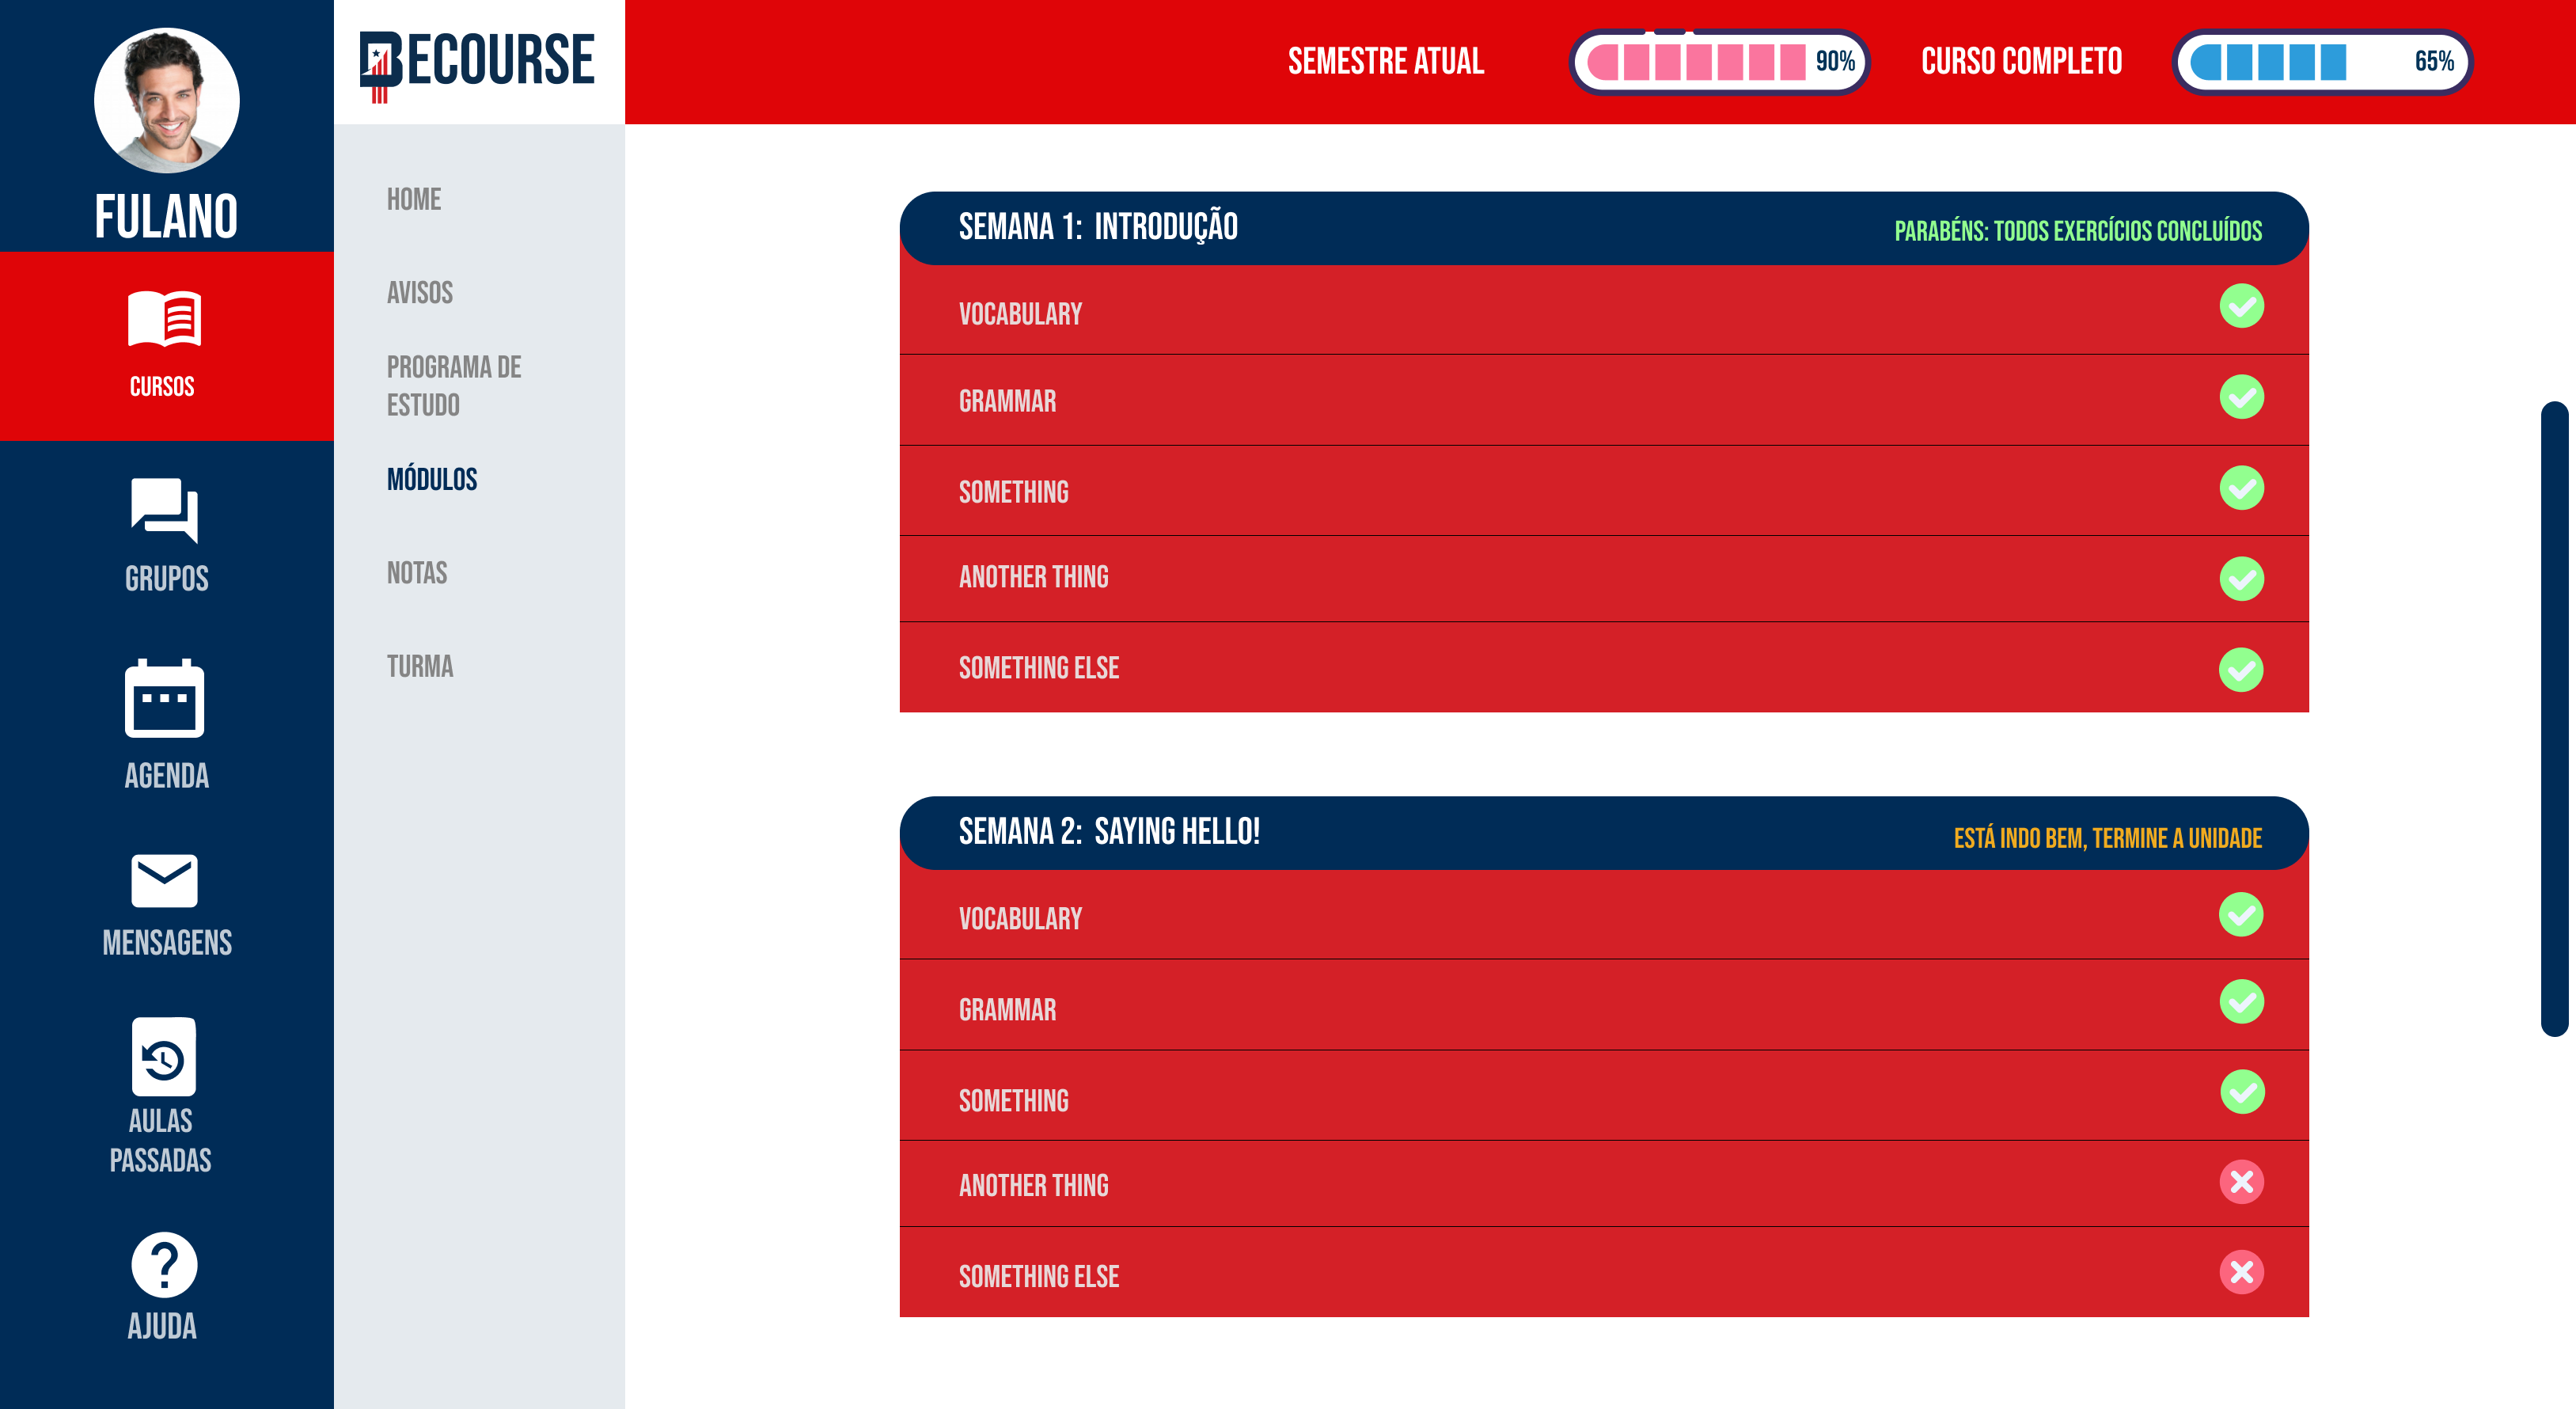 FULANO
CURSOS
GRUPOS
AGENDA
MENSAGENS
AULAS
PASSADAS
AJUDA
BECOURSE
HOME
AVISOS
PROGRAMA DE
ESTUDO
MÓDULOS
NOTAS
TURMA
SEMESTRE ATUAL 90% CURSO COMPLETO 65%
SEMANA 1: INTRODUÇÃO PARABÉNS: TODOS EXERCÍCIOS CONCLUÍDOS
VOCABULARY
GRAMMAR
SOMETHING
ANOTHER THING
SOMETHING ELSE
SEMANA 2: SAYING HELLO! ESTÁ INDO BEM, TERMINE A UNIDADE
VOCABULARY
GRAMMAR
SOMETHING
ANOTHER THING
SOMETHING ELSE